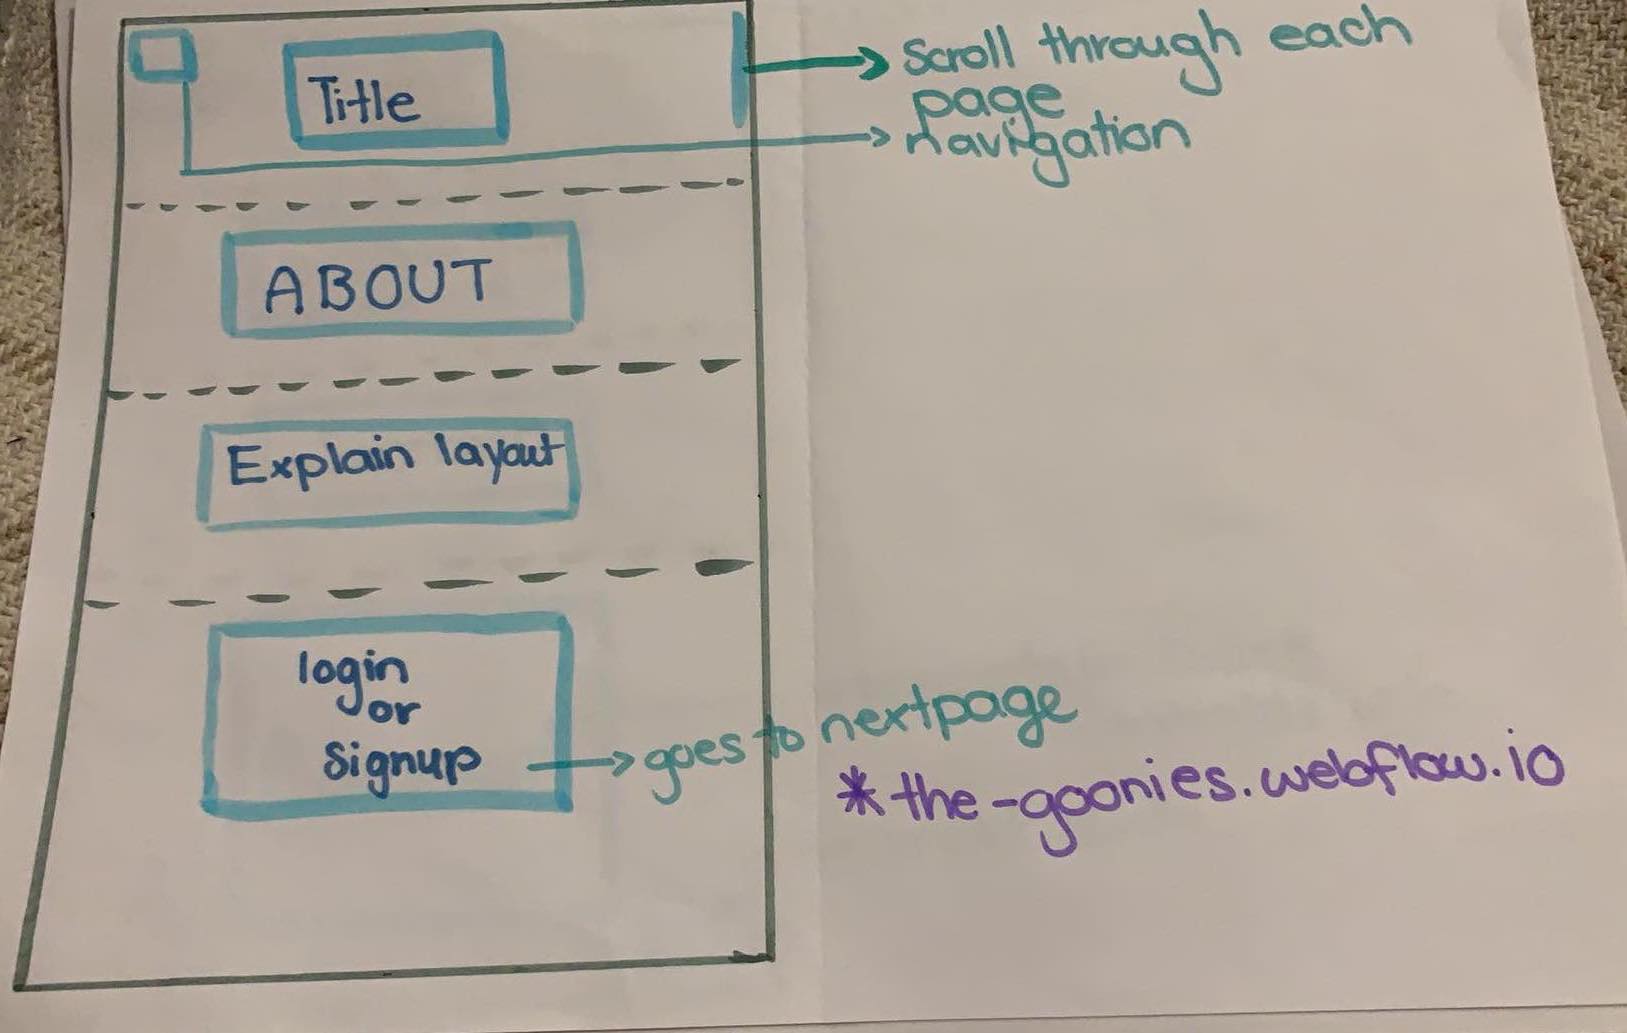 Title
Scroll through each
page
navigation
ABOUT
Explain layout
login
or
Signup
goes to nextpage
*the-goonies.webflow.io